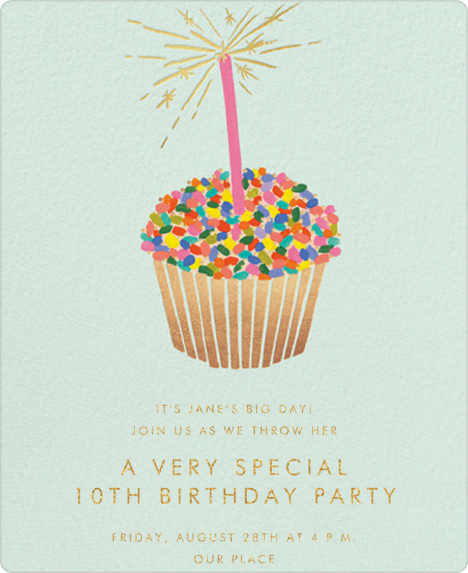 IT'S JANE'S BIG DAY!
JOIN US AS WE THROW HER
A VERY SPECIAL
10TH BIRTHDAY PARTY
FRIDAY, AUGUST 28TH AT 4 P.M.
OUR PLACE